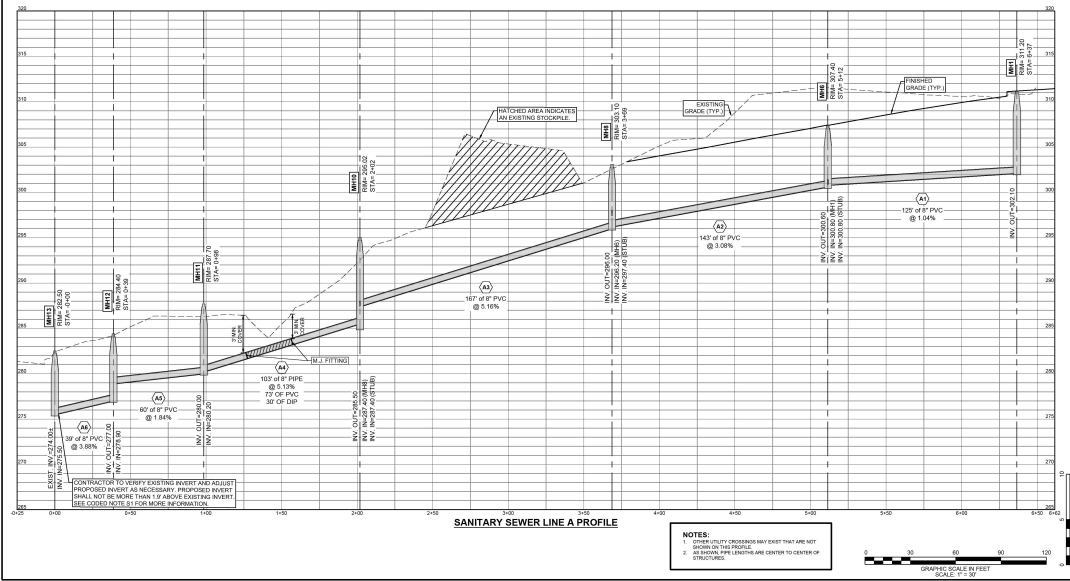 320
315
310
305
300
295
290
285
280
275
270
265
320
315
310
305
300
295
290
285
280
275
270
265
MH13
RIM= 282.50
STA= -0+00
MH12
RIM= 284.40
STA= 0+39
MH11
RIM= 287.70
STA= 0+98
MH10
RIM= 295.02
STA= 2+02
MH8
RIM= 303.10
STA= 3+69
MH6
RIM= 307.40
STA= 5+12
MH1
RIM= 311.20
STA= 6+37
HATCHED AREA INDICATES
AN EXISTING STOCKPILE.
EXISTING
GRADE (TYP.)
FINISHED
GRADE (TYP.)
A1
125' of 8" PVC
@ 1.04%
A2
143' of 8" PVC
@ 3.08%
A3
167' of 8" PVC
@ 5.16%
3' MIN.
COVER
3' MIN.
COVER
M.J. FITTING
A4
103' of 8" PIPE
@ 5.13%
73' OF PVC
30' OF DIP
A5
60' of 8" PVC
@ 1.84%
A6
39' of 8" PVC
@ 3.88%
EXIST. INV.=274.00±
INV. IN=275.50
INV. OUT=277.00
INV. IN=278.90
INV. OUT=280.00
INV. IN=280.20
INV. OUT=285.50
INV. IN=287.40 (MH8)
INV. IN=287.40 (STUB)
INV. OUT=296.00
INV. IN=296.20 (MH6)
INV. IN=297.40 (STUB)
INV. OUT=300.60
INV. IN=300.80 (MH1)
INV. IN=300.80 (STUB)
INV. OUT=302.10
CONTRACTOR TO VERIFY EXISTING INVERT AND ADJUST
PROPOSED INVERT AS NECESSARY. PROPOSED INVERT
SHALL NOT BE MORE THAN 1.9' ABOVE EXISTING INVERT.
SEE CODED NOTE S1 FOR MORE INFORMATION.
-0+25
0+00
0+50
1+00
1+50
2+00
2+50
3+00
3+50
4+00
4+50
5+00
5+50
6+00
6+50
6+62
SANITARY SEWER LINE A PROFILE
NOTES:
1. OTHER UTILITY CROSSINGS MAY EXIST THAT ARE NOT
SHOWN ON THIS PROFILE.
2. AS SHOWN, PIPE LENGTHS ARE CENTER TO CENTER OF
STRUCTURES.
0 30 60 90 120
GRAPHIC SCALE IN FEET
SCALE: 1" = 30'
10
5
0